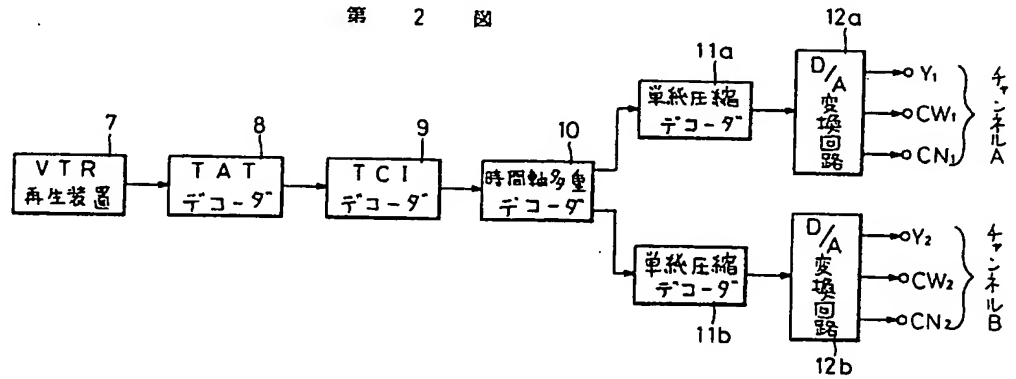 第 2 図
7
VTR
再生装置
8
TAT
デコーダ
9
TCI
デコーダ
10
時間軸多重
デコーダ
11a
単紙圧縮
デコーダ
12a
D/A
変換回路
Y₁
CW₁
CN₁
チャンネルA
単紙圧縮
デコーダ
11b
D/A
変換回路
12b
Y₂
CW₂
CN₂
チャンネルB